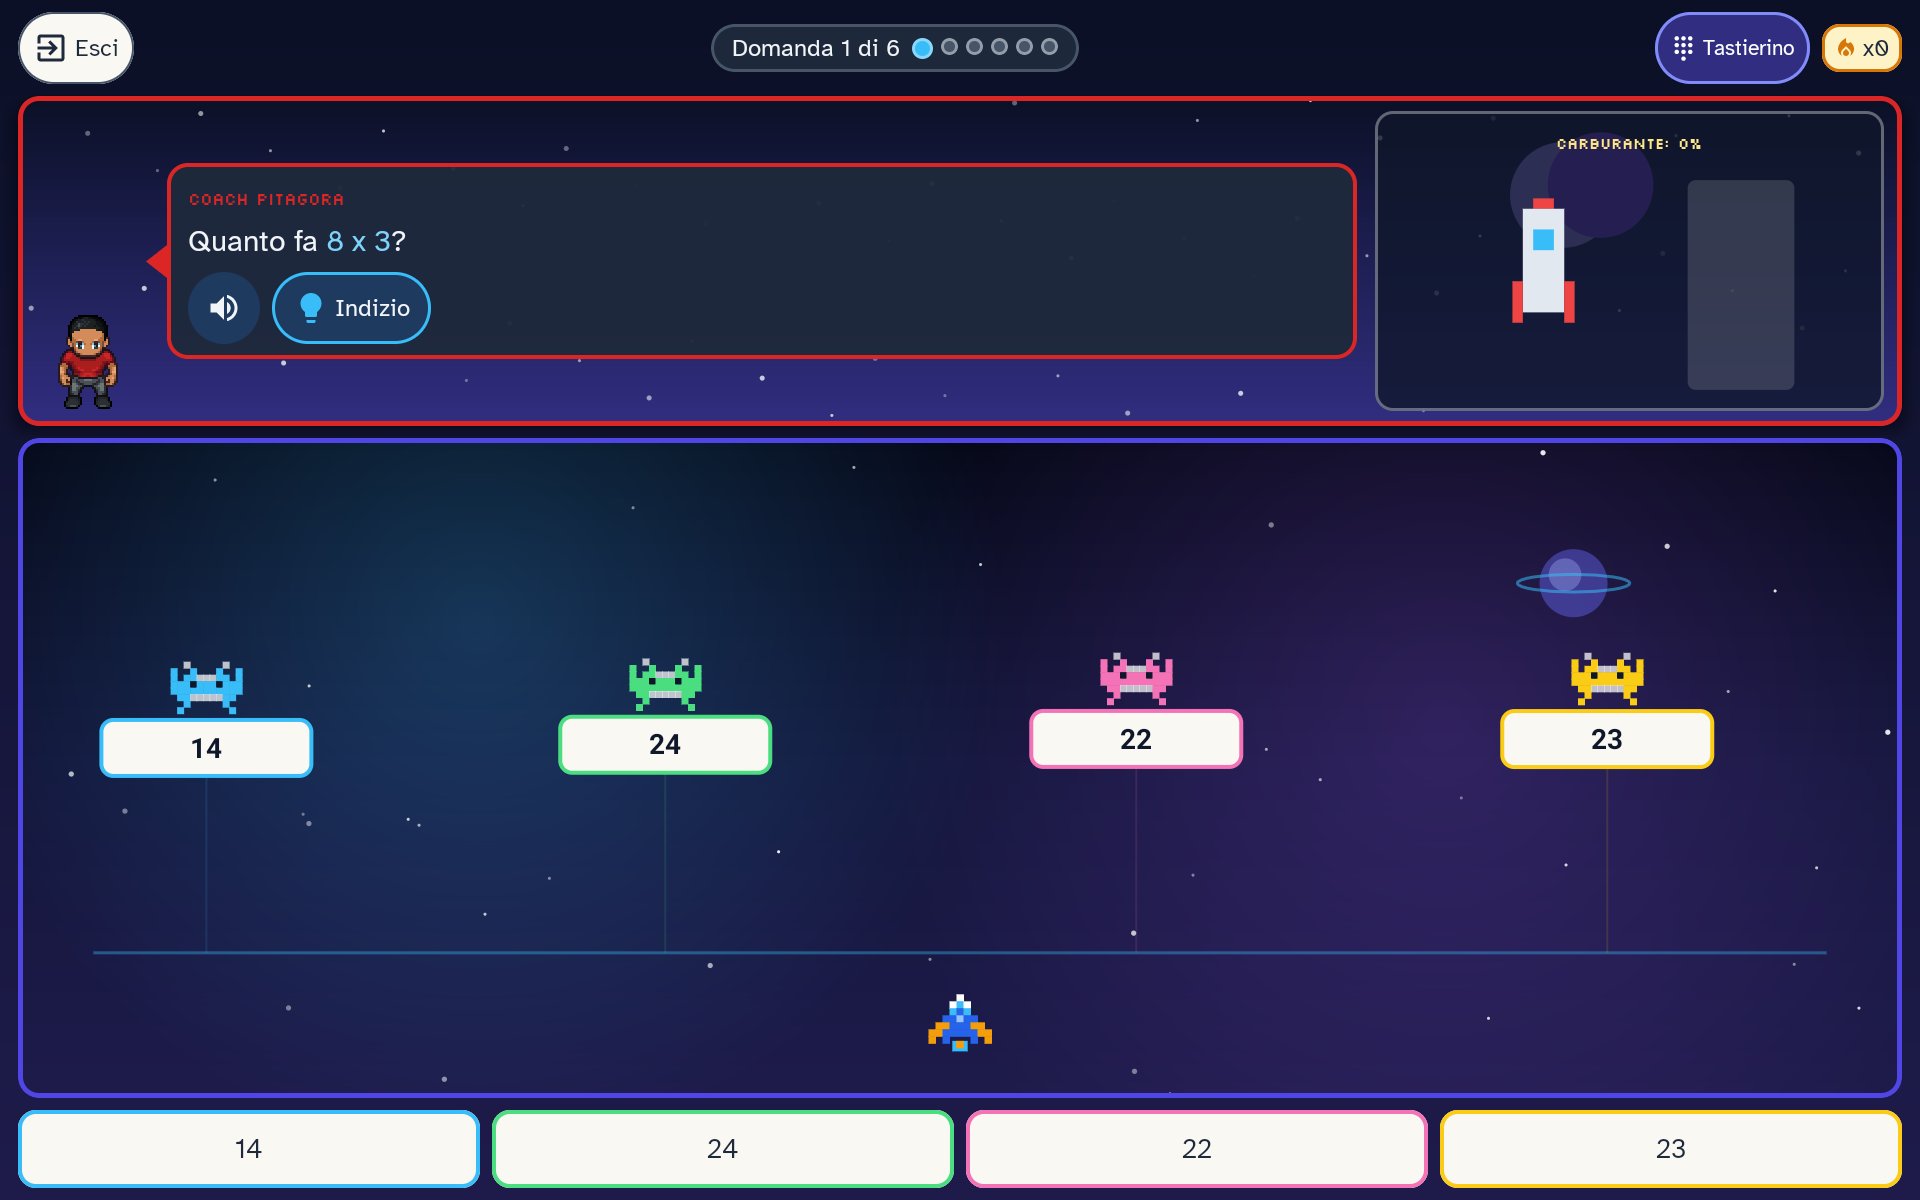 Esci
Domanda 1 di 6
Tastierino
x0
COACH PITAGORA
Quanto fa 8 x 3?
Indizio
CARBURANTE: 0%
14
24
22
23
14
24
22
23